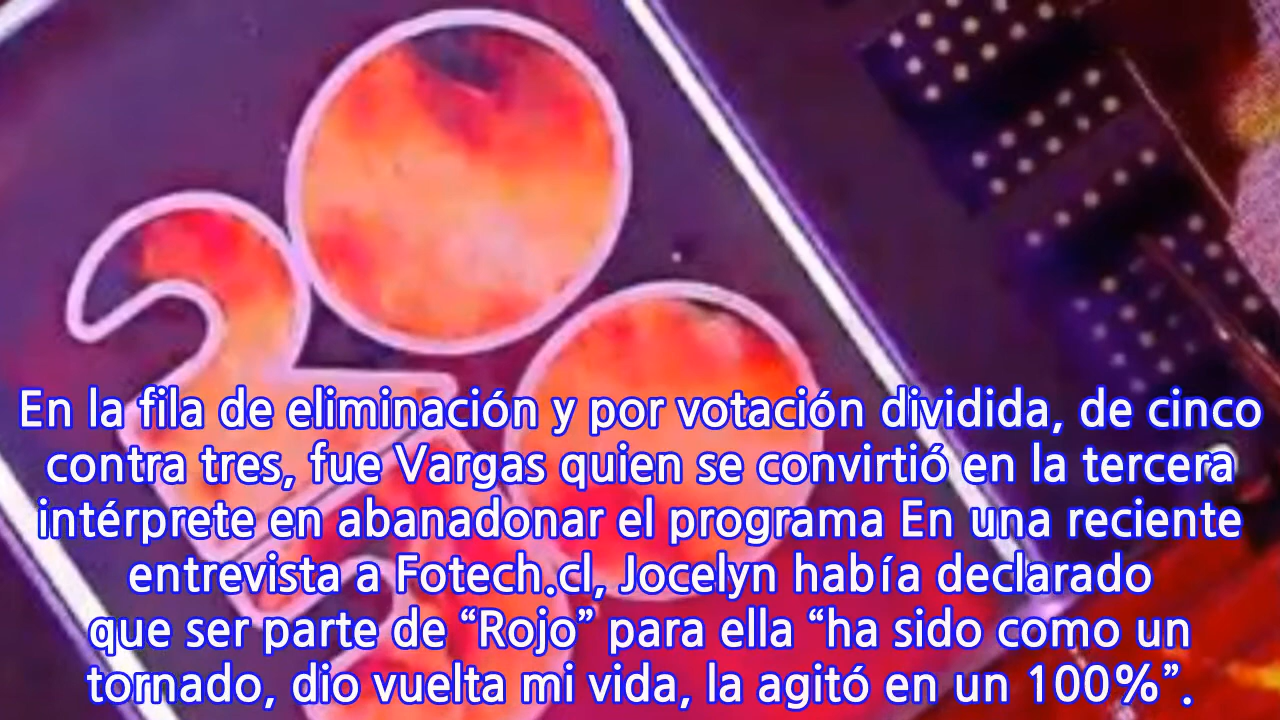 En la fila de eliminación y por votación dividida, de cinco
contra tres, fue Vargas quien se convirtió en la tercera
intérprete en abanadonar el programa En una reciente
entrevista a Fotech.cl, Jocelyn había declarado
que ser parte de “Rojo” para ella “ha sido como un
tornado, dio vuelta mi vida, la agitó en un 100%”.